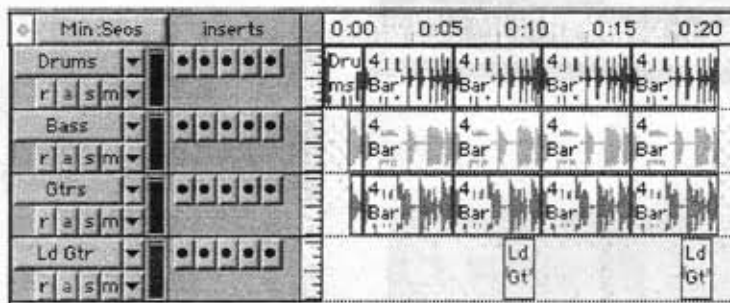 Min:Secs inserts 0:00 0:05 0:10 0:15 0:20
Drums Dru 4 4 4 4
r a s m ms Bar Bar Bar Bar
Bass 4 4 4 4
r a s m Bar Bar Bar Bar
Gtrs 4 4 4 4
r a s m Bar Bar Bar Bar
Ld Gtr Ld Ld
r a s m Gt Gt